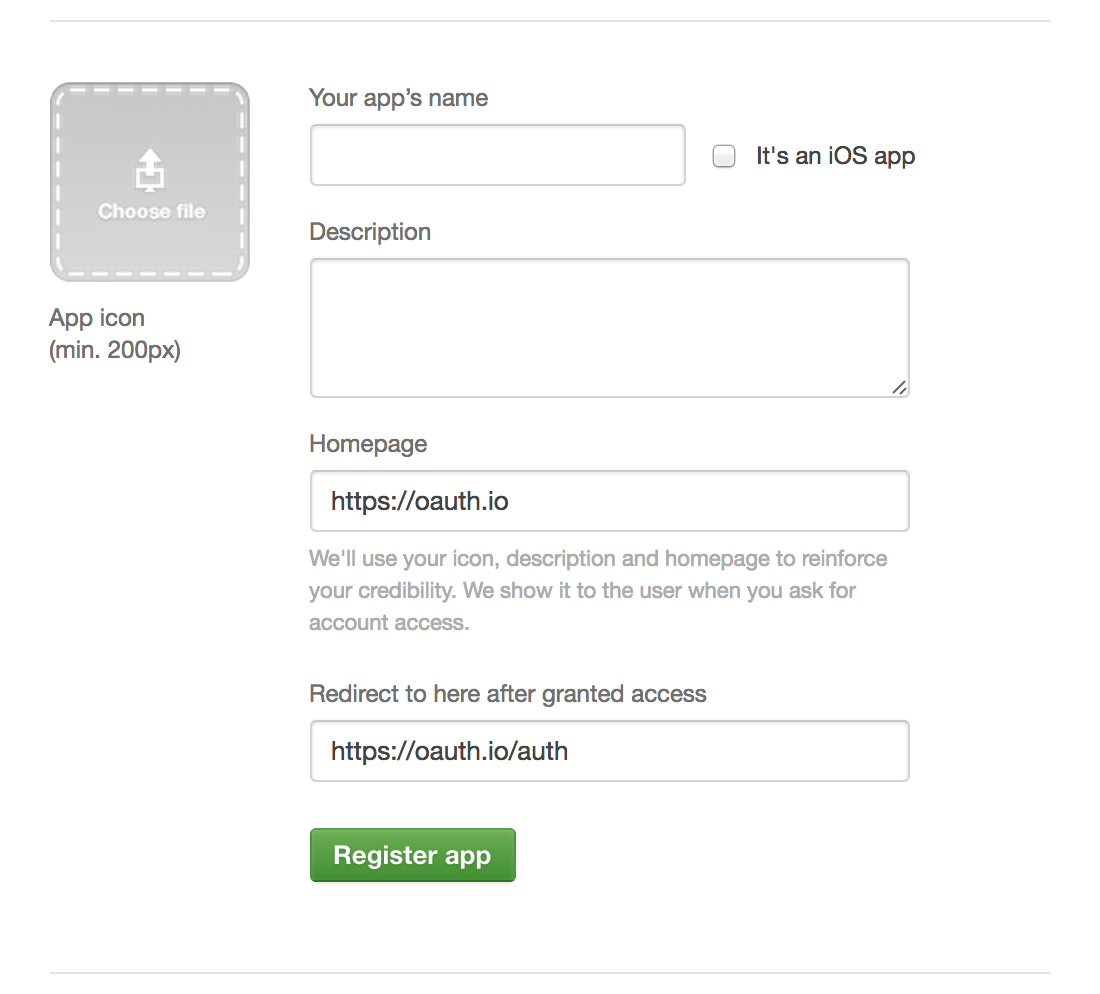 Choose file
App icon
(min. 200px)
Your app’s name
It's an iOS app
Description
Homepage
https://oauth.io
We'll use your icon, description and homepage to reinforce
your credibility. We show it to the user when you ask for
account access.
Redirect to here after granted access
https://oauth.io/auth
Register app